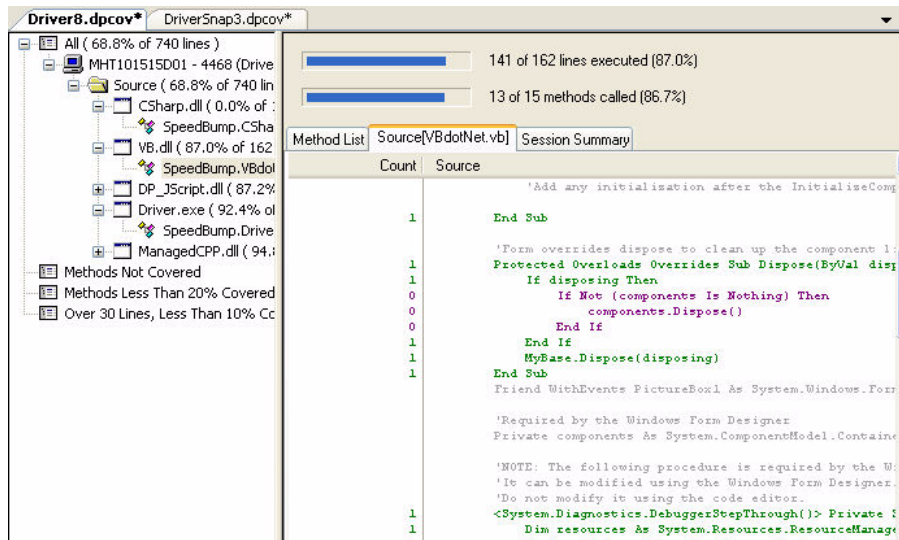 Driver8.dpcov* DriverSnap3.dpcov*
All ( 68.8% of 740 lines )
MHT101515D01 - 4468 (Drive
Source ( 68.8% of 740 lin
CSharp.dll ( 0.0% of
SpeedBump.CSha
VB.dll ( 87.0% of 162
SpeedBump.VBdot
DP_JScript.dll ( 87.2%
Driver.exe ( 92.4% of
SpeedBump.Drive
ManagedCPP.dll ( 94.
Methods Not Covered
Methods Less Than 20% Covered
Over 30 Lines, Less Than 10% Co
141 of 162 lines executed (87.0%)
13 of 15 methods called (86.7%)
Method List Source[VBdotNet.vb] Session Summary
Count Source
'Add any initialization after the InitializeComp
1 End Sub
'Form overrides dispose to clean up the component li
1 Protected Overloads Overrides Sub Dispose(ByVal disp
1 If disposing Then
0 If Not (components Is Nothing) Then
0 components.Dispose()
0 End If
1 End If
1 MyBase.Dispose(disposing)
1 End Sub
Friend WithEvents PictureBox1 As System.Windows.Form
'Required by the Windows Form Designer
Private components As System.ComponentModel.Containe
'NOTE: The following procedure is required by the Wi
'It can be modified using the Windows Form Designer.
'Do not modify it using the code editor.
1 <System.Diagnostics.DebuggerStepThrough()> Private S
1 Dim resources As System.Resources.ResourceManage